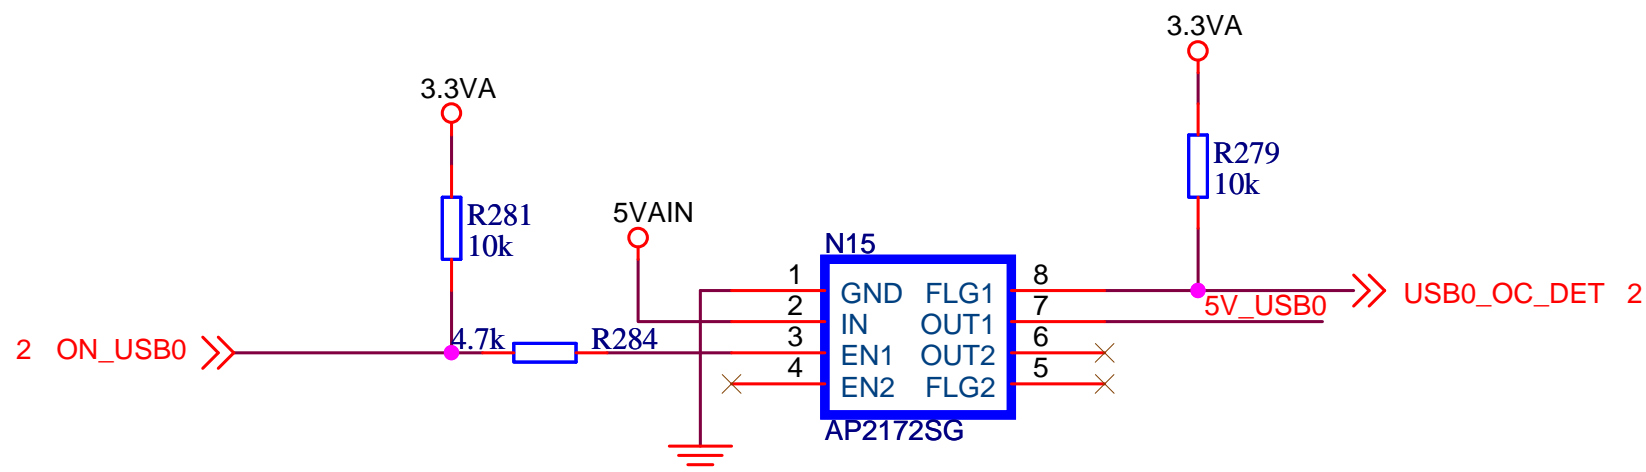 3.3VA
3.3VA
R279
10k
R281
10k
5VAIN
N15
1
GND
FLG1
8
USB0_OC_DET 2
2
IN
OUT1
7
5V_USB0
2 ON_USB0
4.7k
R284
3
EN1
OUT2
6
4
EN2
FLG2
5
AP2172SG